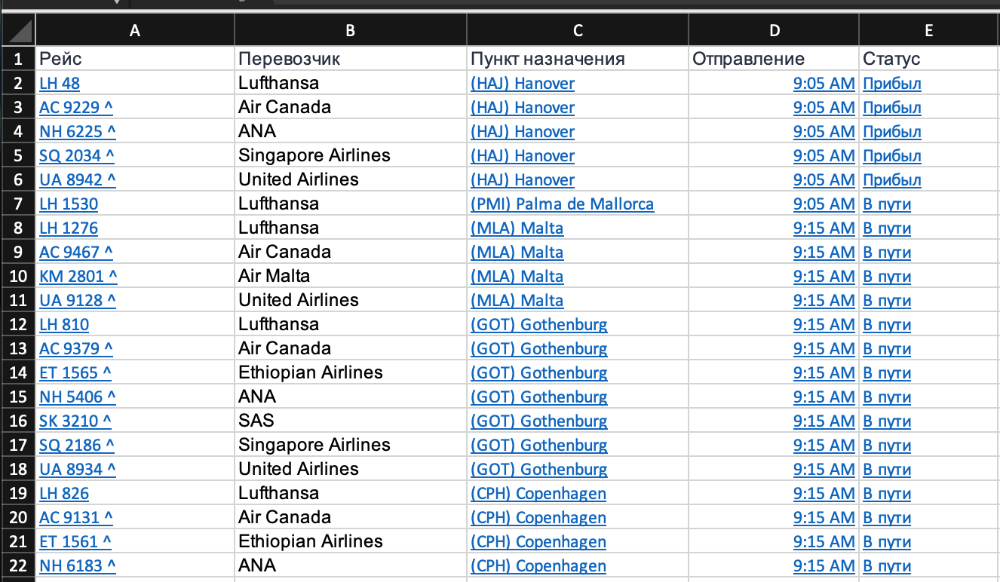 A B C D E
1 Рейс Перевозчик Пункт назначения Отправление Статус
2 LH 48 Lufthansa (HAJ) Hanover 9:05 AM Прибыл
3 AC 9229 ^ Air Canada (HAJ) Hanover 9:05 AM Прибыл
4 NH 6225 ^ ANA (HAJ) Hanover 9:05 AM Прибыл
5 SQ 2034 ^ Singapore Airlines (HAJ) Hanover 9:05 AM Прибыл
6 UA 8942 ^ United Airlines (HAJ) Hanover 9:05 AM Прибыл
7 LH 1530 Lufthansa (PMI) Palma de Mallorca 9:05 AM В пути
8 LH 1276 Lufthansa (MLA) Malta 9:15 AM В пути
9 AC 9467 ^ Air Canada (MLA) Malta 9:15 AM В пути
10 KM 2801 ^ Air Malta (MLA) Malta 9:15 AM В пути
11 UA 9128 ^ United Airlines (MLA) Malta 9:15 AM В пути
12 LH 810 Lufthansa (GOT) Gothenburg 9:15 AM В пути
13 AC 9379 ^ Air Canada (GOT) Gothenburg 9:15 AM В пути
14 ET 1565 ^ Ethiopian Airlines (GOT) Gothenburg 9:15 AM В пути
15 NH 5406 ^ ANA (GOT) Gothenburg 9:15 AM В пути
16 SK 3210 ^ SAS (GOT) Gothenburg 9:15 AM В пути
17 SQ 2186 ^ Singapore Airlines (GOT) Gothenburg 9:15 AM В пути
18 UA 8934 ^ United Airlines (GOT) Gothenburg 9:15 AM В пути
19 LH 826 Lufthansa (CPH) Copenhagen 9:15 AM В пути
20 AC 9131 ^ Air Canada (CPH) Copenhagen 9:15 AM В пути
21 ET 1561 ^ Ethiopian Airlines (CPH) Copenhagen 9:15 AM В пути
22 NH 6183 ^ ANA (CPH) Copenhagen 9:15 AM В пути